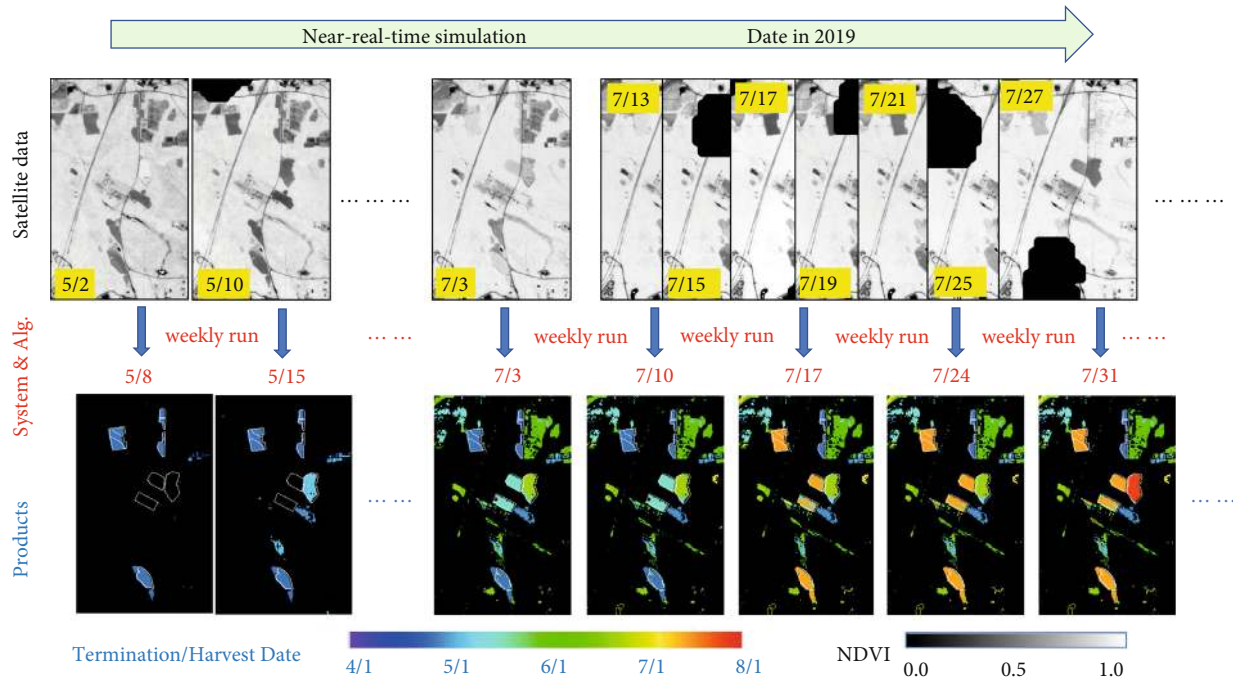 Near-real-time simulation Date in 2019
Satellite data
5/2 5/10 … … … 7/3 7/13 7/15 7/17 7/19 7/21 7/25 7/27 … … …
System & Alg.
weekly run … … weekly run weekly run weekly run weekly run … …
5/8 5/15 7/3 7/10 7/17 7/24 7/31
Products
… … … …
Termination/Harvest Date
4/1 5/1 6/1 7/1 8/1
NDVI
0.0 0.5 1.0